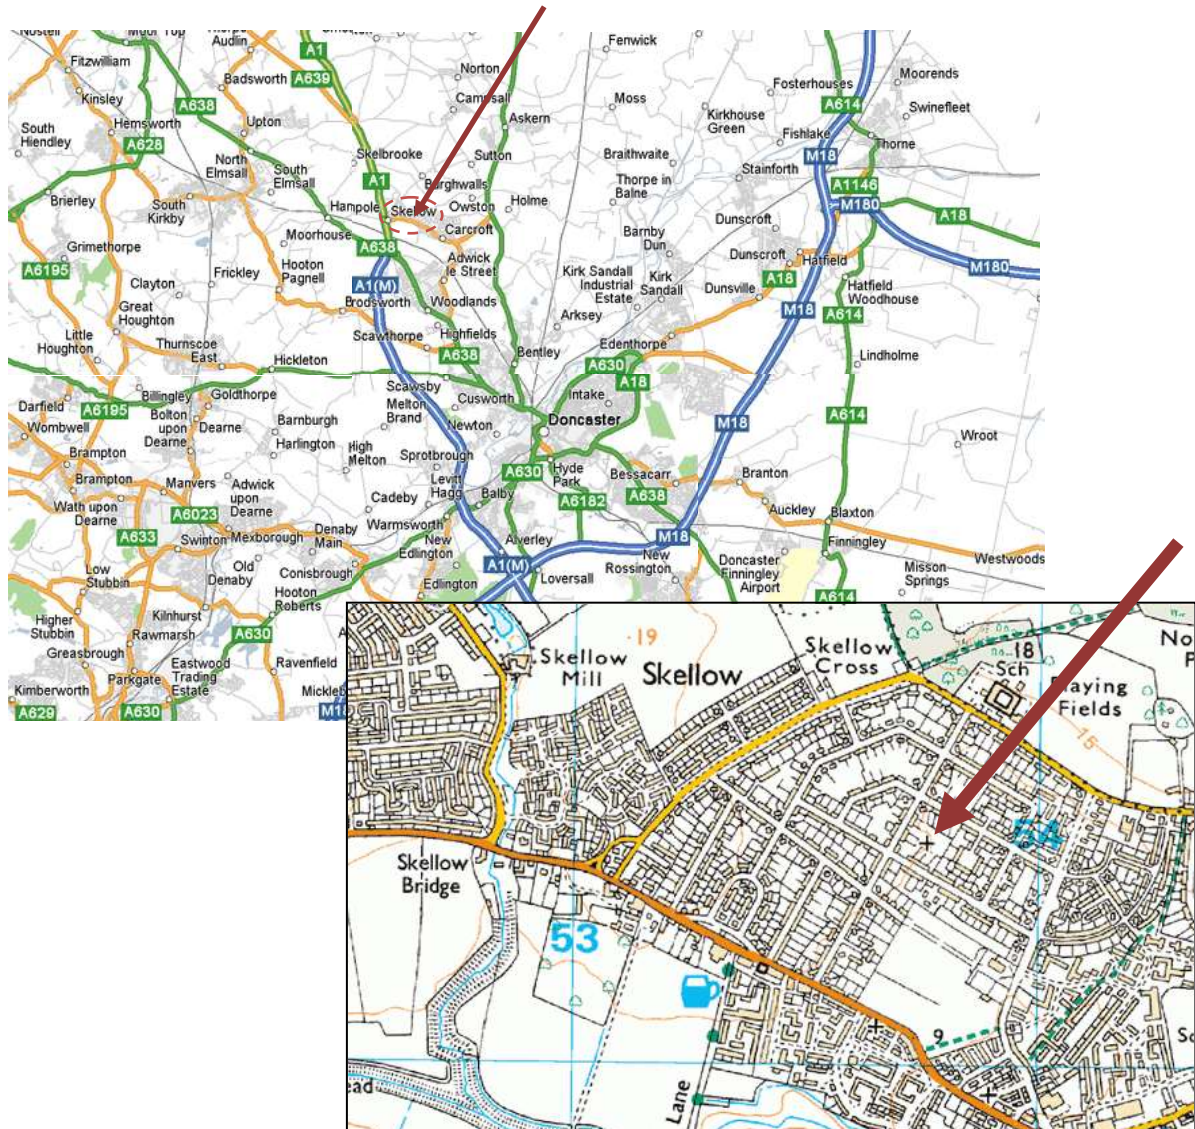 Nostell
Moor Top
Audlin
A1
Fenwick
Fitzwilliam
A639
Badsworth
Norton
Fosterhouses
Moorends
Kinsley
A638
Campsall
Moss
Kirkhouse
Green
A614
Swinefleet
South
Hiendley
Hemsworth
Upton
Askern
Fishlake
A628
Skelbrooke
Sutton
Braithwaite
M18
Thorne
North
Elmsall
South
Elmsall
A1
Burghwalls
Thorpe in
Balne
Stainforth
A1146
Brierley
South
Kirkby
Hampole
Skellow
Owston
Holme
Dunscroft
M180
A18
Moorhouse
Carcroft
Barnby
Dun
Grimethorpe
A638
Adwick
le Street
Dunscroft
Hatfield
A6195
Frickley
Hooton
Pagnell
Kirk Sandall
Industrial
Estate
Kirk
Sandall
A18
M180
Clayton
A1(M)
Dunsville
Hatfield
Woodhouse
Great
Houghton
Brodsworth
Woodlands
Arksey
M18
A614
Little
Houghton
Thurnscoe
East
Scawthorpe
Highfields
Edenthorpe
Hickleton
A638
Bentley
A630
Lindholme
A18
Scawsby
Intake
Darfield
A6195
Billingley
Goldthorpe
Melton
Brand
Cusworth
Doncaster
A614
Wombwell
Bolton
upon
Dearne
Dearne
Barnburgh
Newton
M18
Wroot
Harlington
High
Melton
Sprotbrough
Brampton
Levitt
Hagg
A630
Hyde
Park
Bessacarr
Branton
Brampton
Manvers
Adwick
upon
Dearne
Cadeby
Balby
A6182
A638
Wath upon
Dearne
A6023
Warmsworth
Auckley
Blaxton
A633
Swinton
Mexborough
Denaby
Main
New
Edlington
Alverley
M18
Finningley
Low
Stubbin
Old
Denaby
Conisbrough
A1(M)
New
Rossington
Doncaster
Finningley
Airport
Westwoods
Misson
Springs
Hooton
Roberts
Edlington
Loversall
A614
Higher
Stubbin
Kilnhurst
Rawmarsh
A630
Greasbrough
Eastwood
Trading
Estate
Ravenfield
Parkgate
Kimberworth
A629
A630
Skellow
Mill
19
Skellow
Skellow
Cross
18
Sch
Playing
Fields
15
54
Skellow
Bridge
53
9
Lane